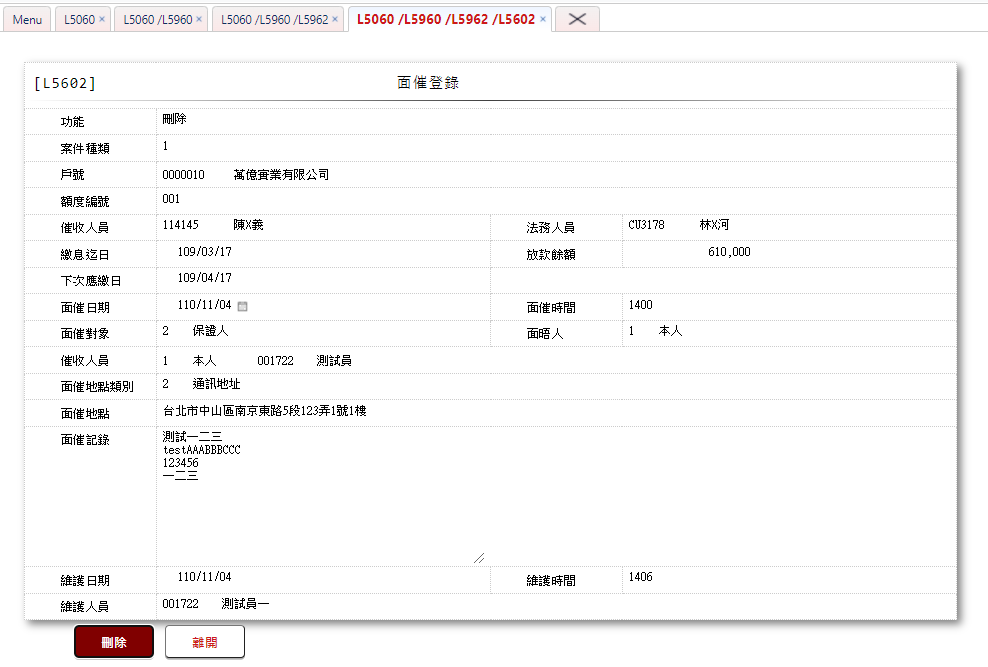 Menu L5060 × L5060 /L5960 × L5060 /L5960 /L5962 × L5060 /L5960 /L5962 /L5602 ×
[L5602] 面催登錄
功能 刪除
案件種類 1
戶號 0000010 萬億實業有限公司
額度編號 001
催收人員 114145 陳X義 法務人員 CU3178 林X河
繳息迄日 109/03/17 放款餘額 610,000
下次應繳日 109/04/17
面催日期 110/11/04 面催時間 1400
面催對象 2 保證人 面晤人 1 本人
催收人員 1 本人 001722 測試員
面催地點類別 2 通訊地址
面催地點 台北市中山區南京東路5段123弄1號1樓
面催記錄 測試一二三
testAAABBBCCC
123456
一二三
維護日期 110/11/04 維護時間 1406
維護人員 001722 測試員一
刪除 離開